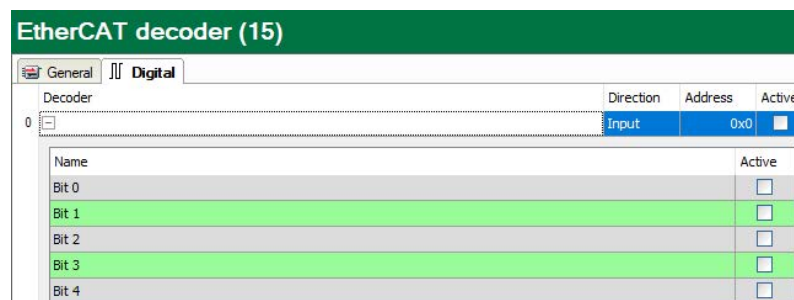 EtherCAT decoder (15)
General Digital
Decoder Direction Address Active
0 Input 0x0
Name Active
Bit 0
Bit 1
Bit 2
Bit 3
Bit 4